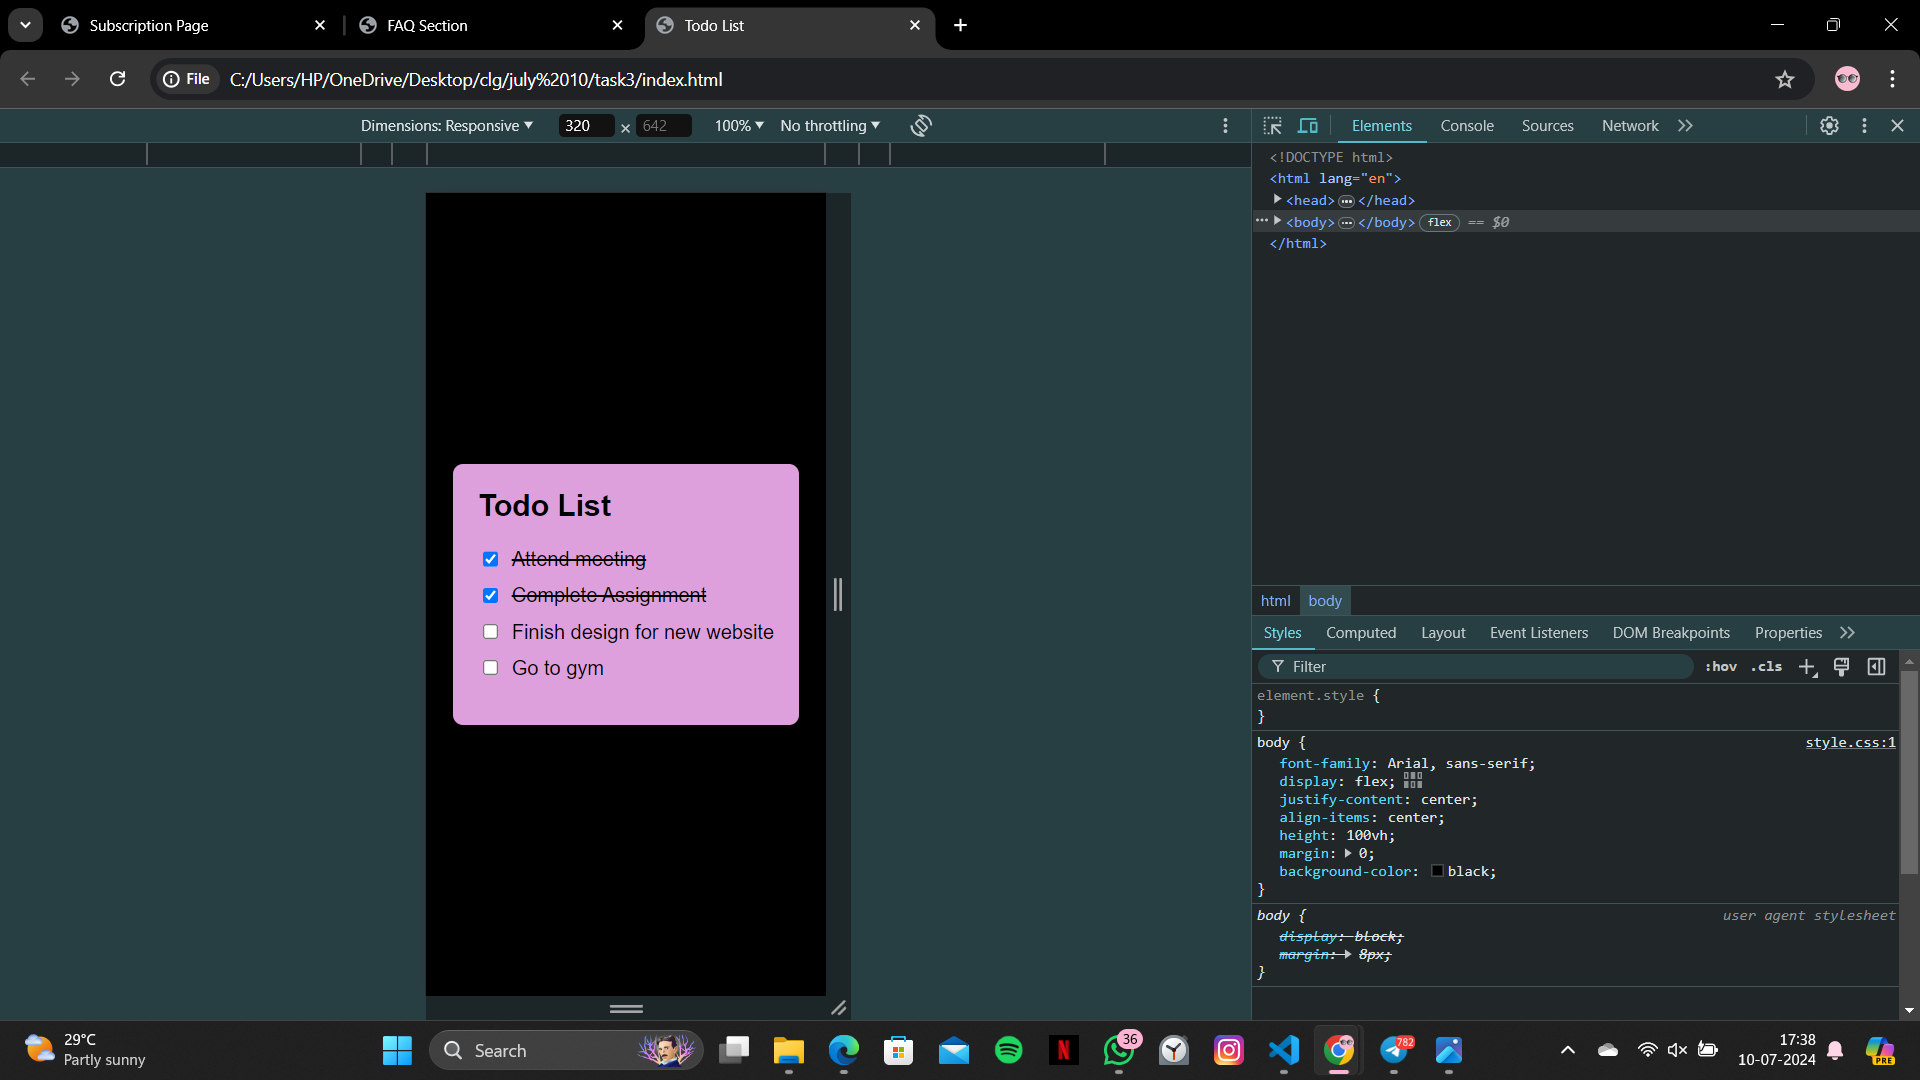 Subscription Page
FAQ Section
Todo List
File
C:/Users/HP/OneDrive/Desktop/clg/july%2010/task3/index.html
Dimensions: Responsive
320 × 642
100%
No throttling
Elements
Console
Sources
Network
<!DOCTYPE html>
<html lang="en">
<head> ••• </head>
••• <body> ••• </body> flex == $0
</html>
Todo List
Attend meeting
Complete Assignment
Finish design for new website
Go to gym
html body
Styles
Computed
Layout
Event Listeners
DOM Breakpoints
Properties
Filter
:hov .cls
element.style {
}
body {
style.css:1
font-family: Arial, sans-serif;
display: flex;
justify-content: center;
align-items: center;
height: 100vh;
margin: 0;
background-color: black;
}
body {
user agent stylesheet
display: block;
margin: 8px;
}
29°C
Partly sunny
Search
N
36
782
17:38
10-07-2024
PRE